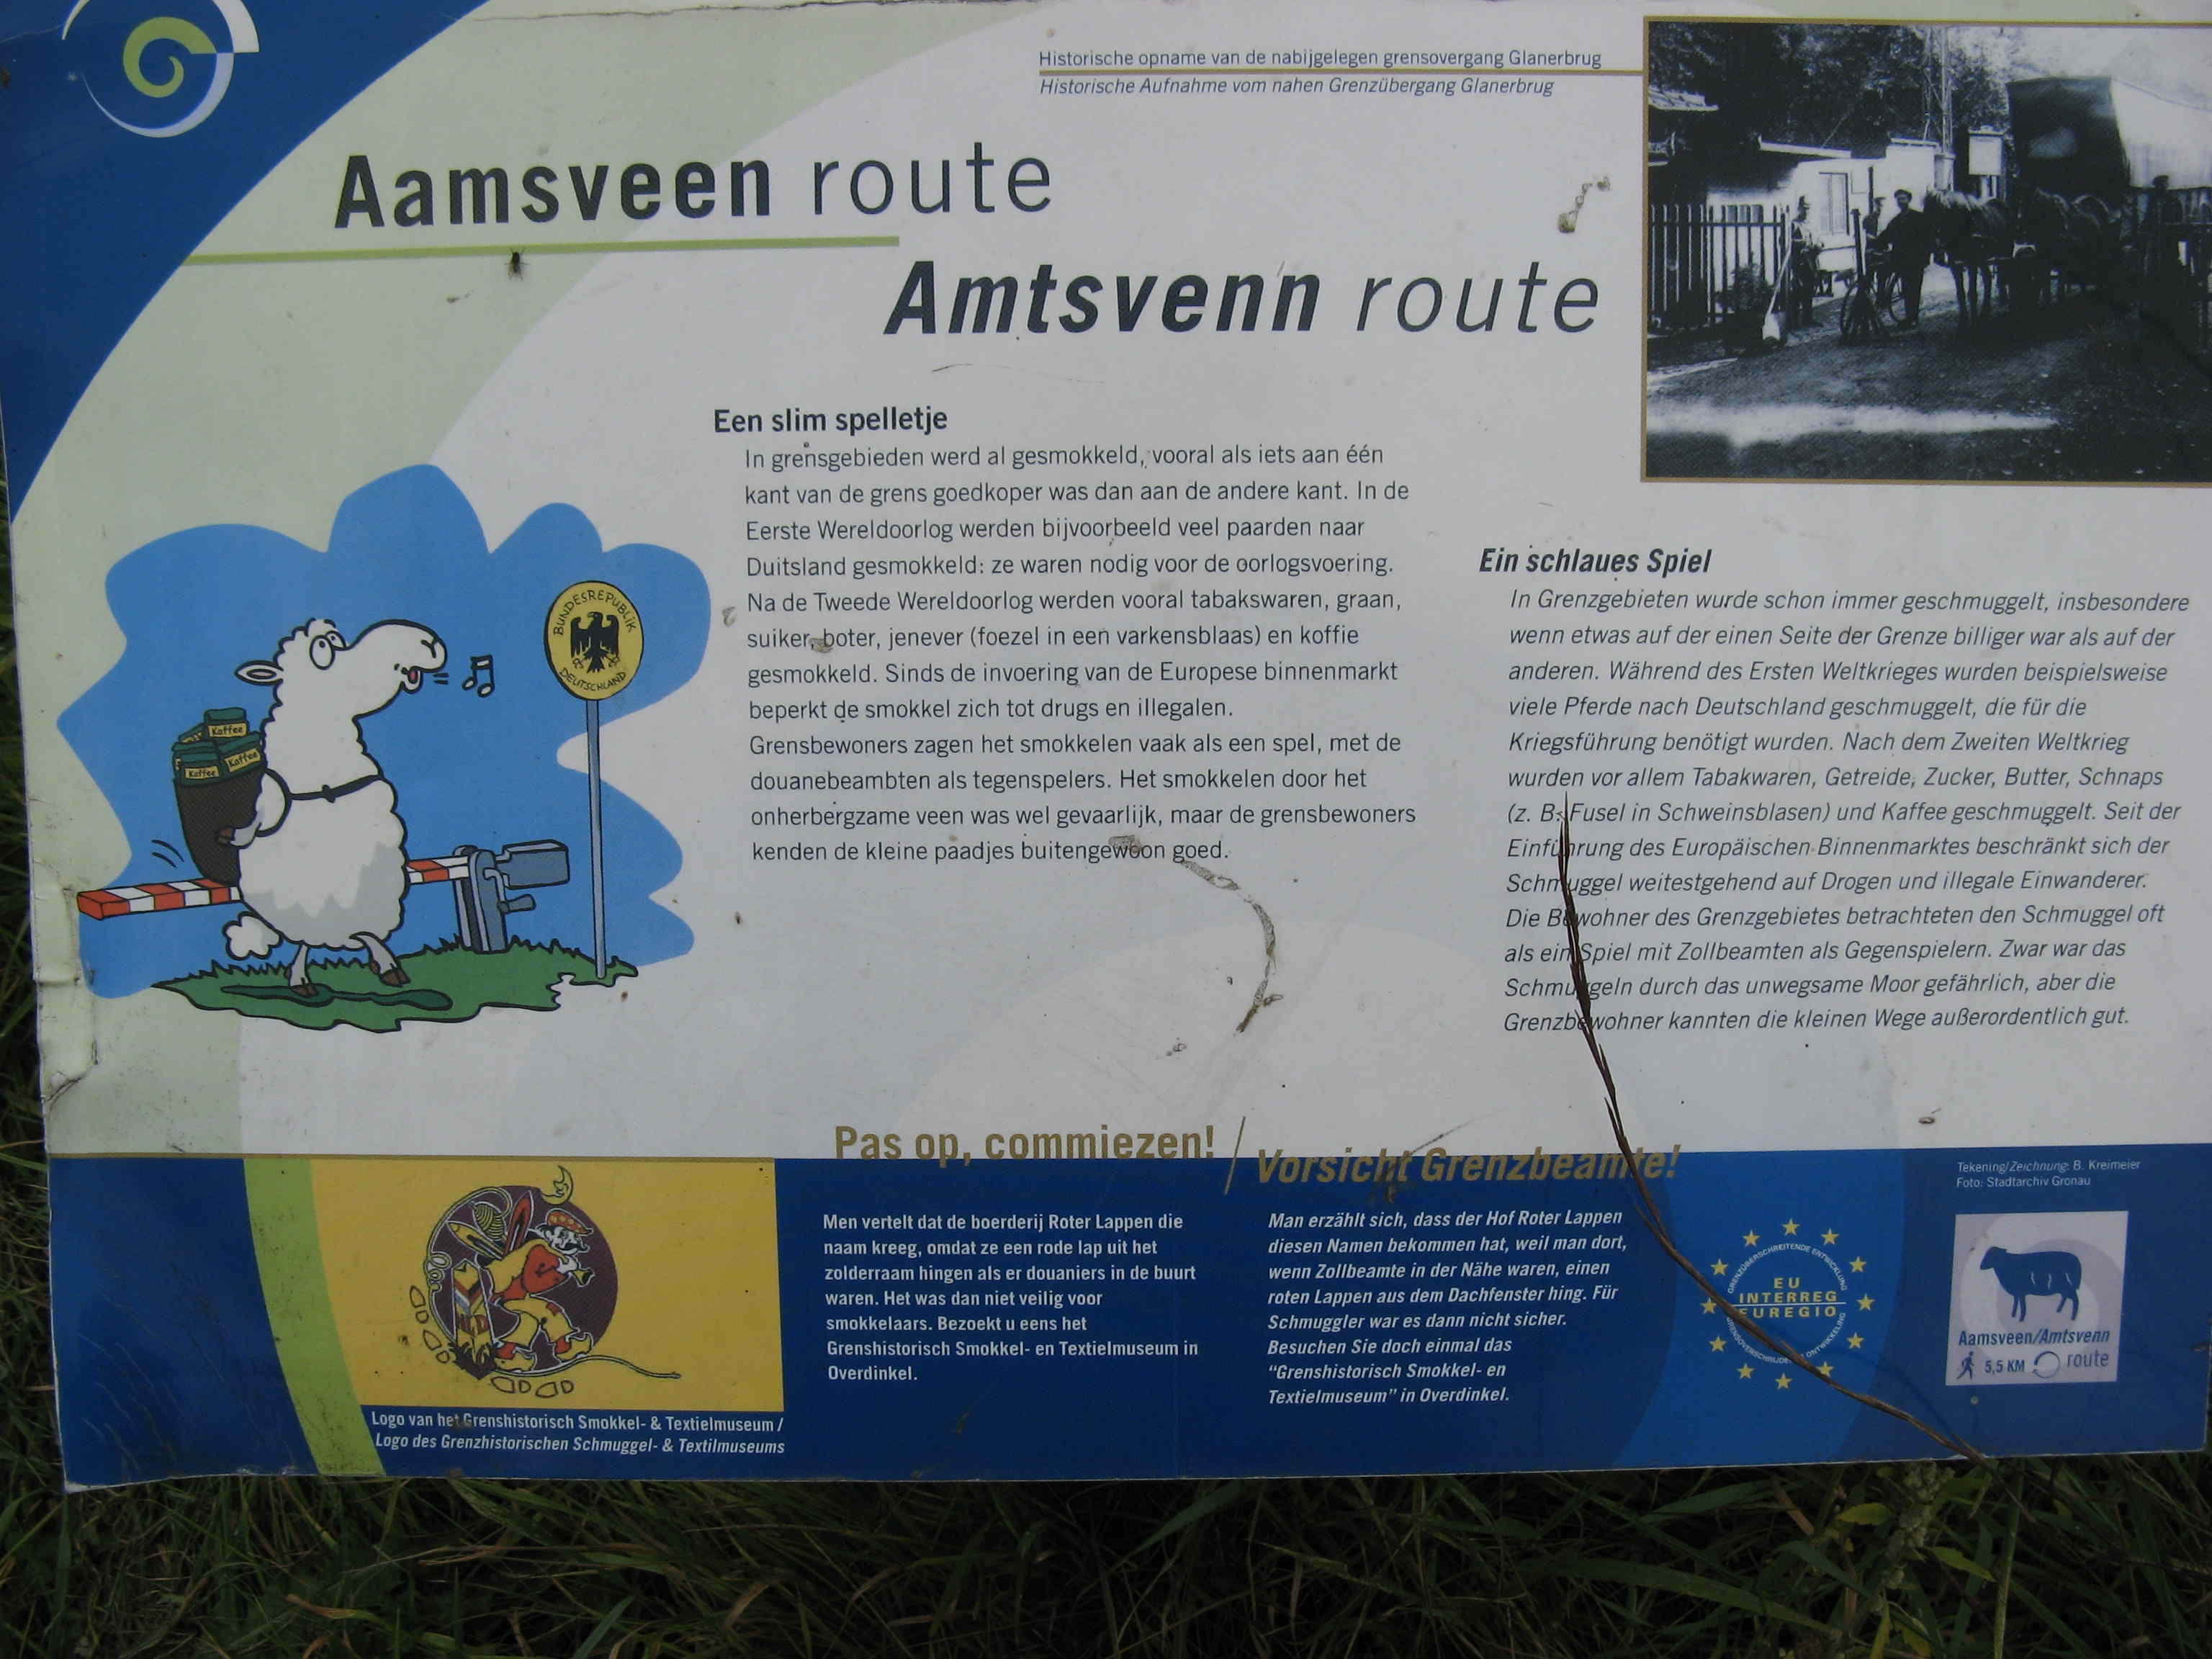 Historische opname van de nabijgelegen grensovergang Glanerbrug
Historische Aufnahme vom nahen Grenzübergang Glanerbrug
Aamsveen route
Amtsvenn route
Een slim spelletje
In grensgebieden werd al gesmokkeld, vooral als iets aan één
kant van de grens goedkoper was dan aan de andere kant. In de
Eerste Wereldoorlog werden bijvoorbeeld veel paarden naar
Duitsland gesmokkeld: ze waren nodig voor de oorlogsvoering.
Na de Tweede Wereldoorlog werden vooral tabakswaren, graan,
suiker, boter, jenever (foezel in een varkensblaas) en koffie
gesmokkeld. Sinds de invoering van de Europese binnenmarkt
beperkt de smokkel zich tot drugs en illegalen.
Grensbewoners zagen het smokkelen vaak als een spel, met de
douanebeambten als tegenspelers. Het smokkelen door het
onherbergzame veen was wel gevaarlijk, maar de grensbewoners
kenden de kleine paadjes buitengewoon goed.
Ein schlaues Spiel
In Grenzgebieten wurde schon immer geschmuggelt, insbesondere
wenn etwas auf der einen Seite der Grenze billiger war als auf der
anderen. Während des Ersten Weltkrieges wurden beispielsweise
viele Pferde nach Deutschland geschmuggelt, die für die
Kriegsführung benötigt wurden. Nach dem Zweiten Weltkrieg
wurden vor allem Tabakwaren, Getreide, Zucker, Butter, Schnaps
(z. B. Fusel in Schweinsblasen) und Kaffee geschmuggelt. Seit der
Einführung des Europäischen Binnenmarktes beschränkt sich der
Schmuggel weitestgehend auf Drogen und illegale Einwanderer.
Die Bewohner des Grenzgebietes betrachteten den Schmuggel oft
als ein Spiel mit Zollbeamten als Gegenspielern. Zwar war das
Schmuggeln durch das unwegsame Moor gefährlich, aber die
Grenzbewohner kannten die kleinen Wege außerordentlich gut.
BUNDESREPUBLIK
DEUTSCHLAND
Kaffee
Kaffee
Kaffee
Pas op, commiezen!
Vorsicht Grenzbeamte!
Men vertelt dat de boerderij Roter Lappen die
naam kreeg, omdat ze een rode lap uit het
zolderraam hingen als er douaniers in de buurt
waren. Het was dan niet veilig voor
smokkelaars. Bezoekt u eens het
Grenshistorisch Smokkel- en Textielmuseum in
Overdinkel.
Man erzählt sich, dass der Hof Roter Lappen
diesen Namen bekommen hat, weil man dort,
wenn Zollbeamte in der Nähe waren, einen
roten Lappen aus dem Dachfenster hing. Für
Schmuggler war es dann nicht sicher.
Besuchen Sie doch einmal das
"Grenshistorisch Smokkel- en
Textielmuseum" in Overdinkel.
Logo van het Grenshistorisch Smokkel- & Textielmuseum /
Logo des Grenzhistorischen Schmuggel- & Textilmuseums
Tekening/Zeichnung: B. Kreimeier
Foto: Stadtarchiv Gronau
GRENZÜBERSCHREITENDE ENTWICKLUNG
EU
INTERREG
EUREGIO
GRENSOVERSCHRIJDENDE ONTWIKKELING
Aamsveen/Amtsvenn
5,5 KM route